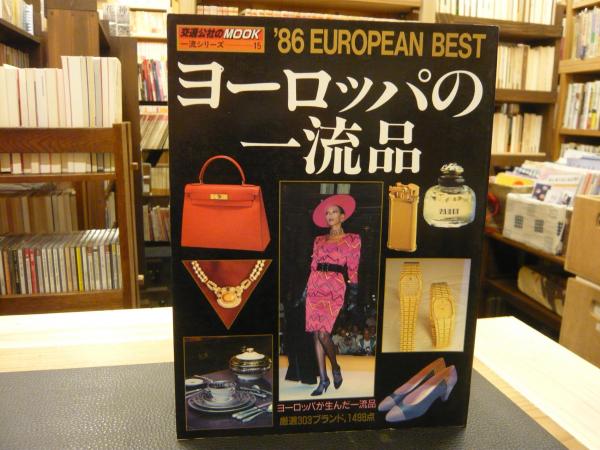 交通公社のMOOK
一流シリーズ 15
'86 EUROPEAN BEST
ヨーロッパの
一流品
ヨーロッパが生んだ一流品
厳選303ブランド、1498点